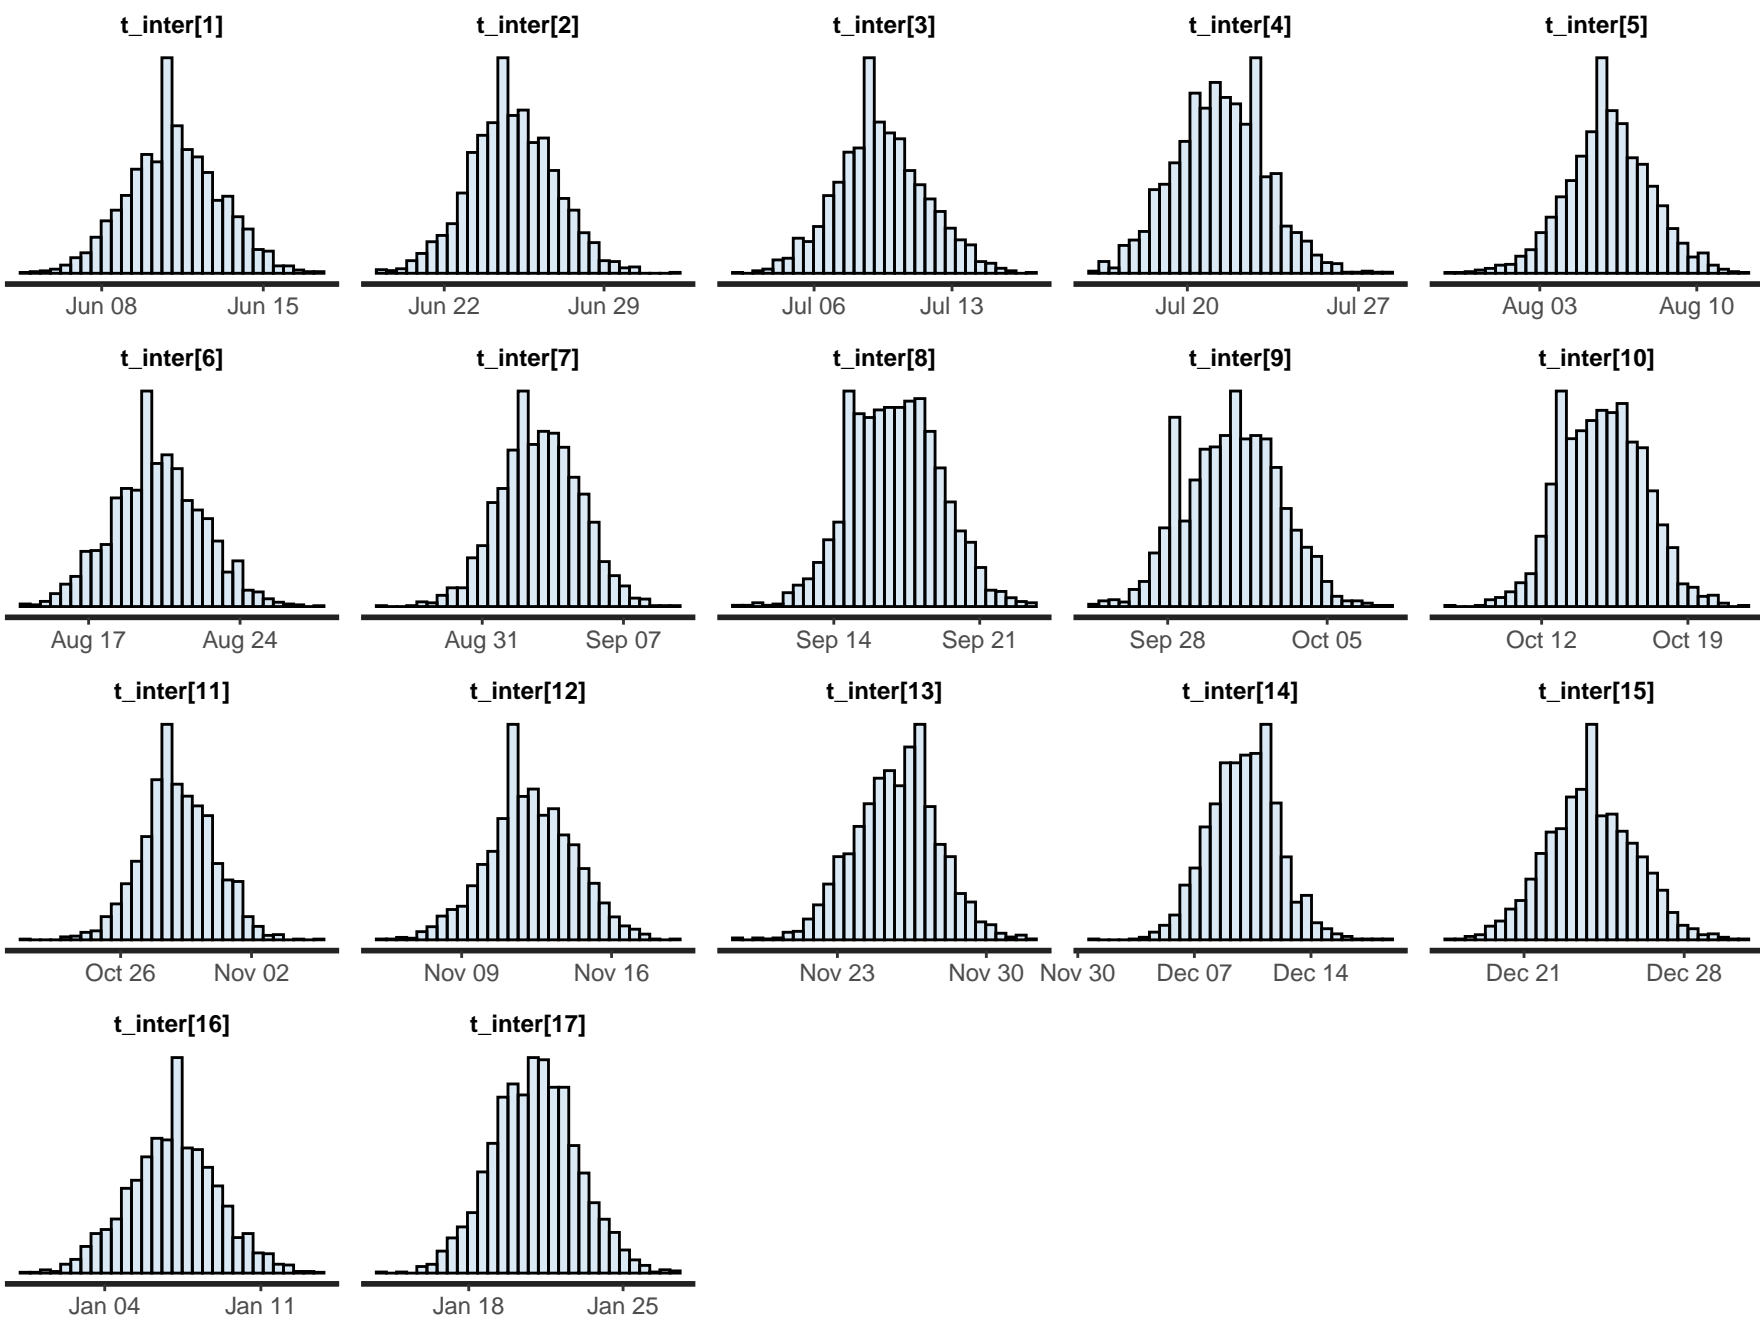 t_inter[1] t_inter[2] t_inter[3] t_inter[4] t_inter[5]
Jun 08 Jun 15 Jun 22 Jun 29 Jul 06 Jul 13 Jul 20 Jul 27 Aug 03 Aug 10
t_inter[6] t_inter[7] t_inter[8] t_inter[9] t_inter[10]
Aug 17 Aug 24 Aug 31 Sep 07 Sep 14 Sep 21 Sep 28 Oct 05 Oct 12 Oct 19
t_inter[11] t_inter[12] t_inter[13] t_inter[14] t_inter[15]
Oct 26 Nov 02 Nov 09 Nov 16 Nov 23 Nov 30 Nov 30 Dec 07 Dec 14 Dec 21 Dec 28
t_inter[16] t_inter[17]
Jan 04 Jan 11 Jan 18 Jan 25